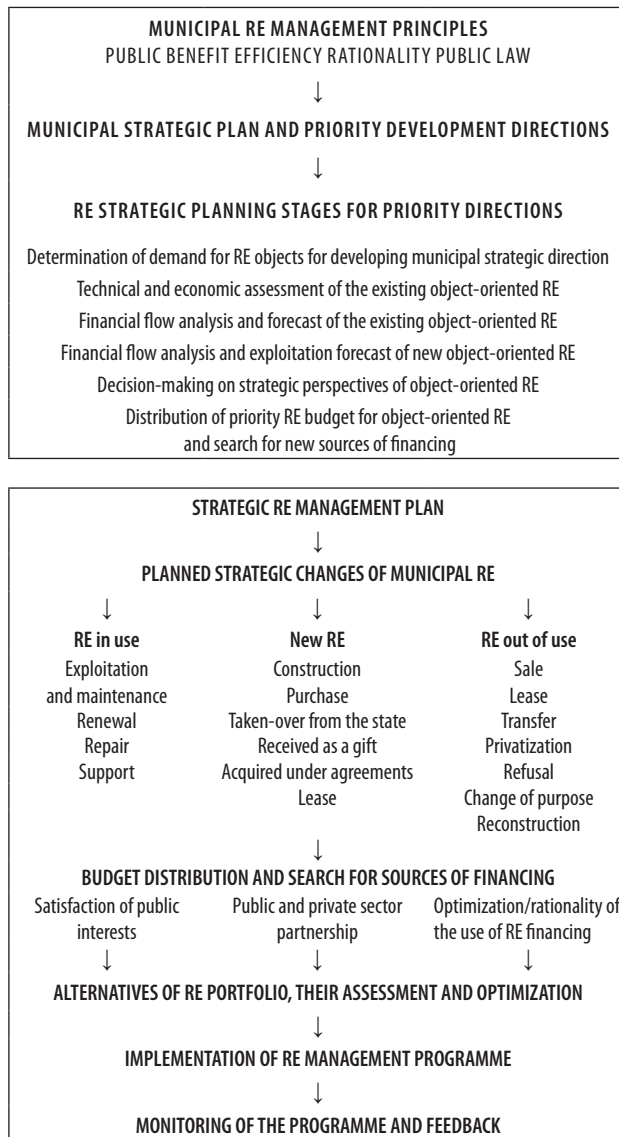 MUNICIPAL RE MANAGEMENT PRINCIPLES
PUBLIC BENEFIT EFFICIENCY RATIONALITY PUBLIC LAW
↓
MUNICIPAL STRATEGIC PLAN AND PRIORITY DEVELOPMENT DIRECTIONS
↓
RE STRATEGIC PLANNING STAGES FOR PRIORITY DIRECTIONS
Determination of demand for RE objects for developing municipal strategic direction
Technical and economic assessment of the existing object-oriented RE
Financial flow analysis and forecast of the existing object-oriented RE
Financial flow analysis and exploitation forecast of new object-oriented RE
Decision-making on strategic perspectives of object-oriented RE
Distribution of priority RE budget for object-oriented RE
and search for new sources of financing
STRATEGIC RE MANAGEMENT PLAN
↓
PLANNED STRATEGIC CHANGES OF MUNICIPAL RE
↓ ↓ ↓
RE in use
Exploitation
and maintenance
Renewal
Repair
Support
New RE
Construction
Purchase
Taken-over from the state
Received as a gift
Acquired under agreements
Lease
RE out of use
Sale
Lease
Transfer
Privatization
Refusal
Change of purpose
Reconstruction
↓
BUDGET DISTRIBUTION AND SEARCH FOR SOURCES OF FINANCING
Satisfaction of public
interests
Public and private sector
partnership
Optimization/rationality of
the use of RE financing
↓ ↓ ↓
ALTERNATIVES OF RE PORTFOLIO, THEIR ASSESSMENT AND OPTIMIZATION
↓
IMPLEMENTATION OF RE MANAGEMENT PROGRAMME
↓
MONITORING OF THE PROGRAMME AND FEEDBACK